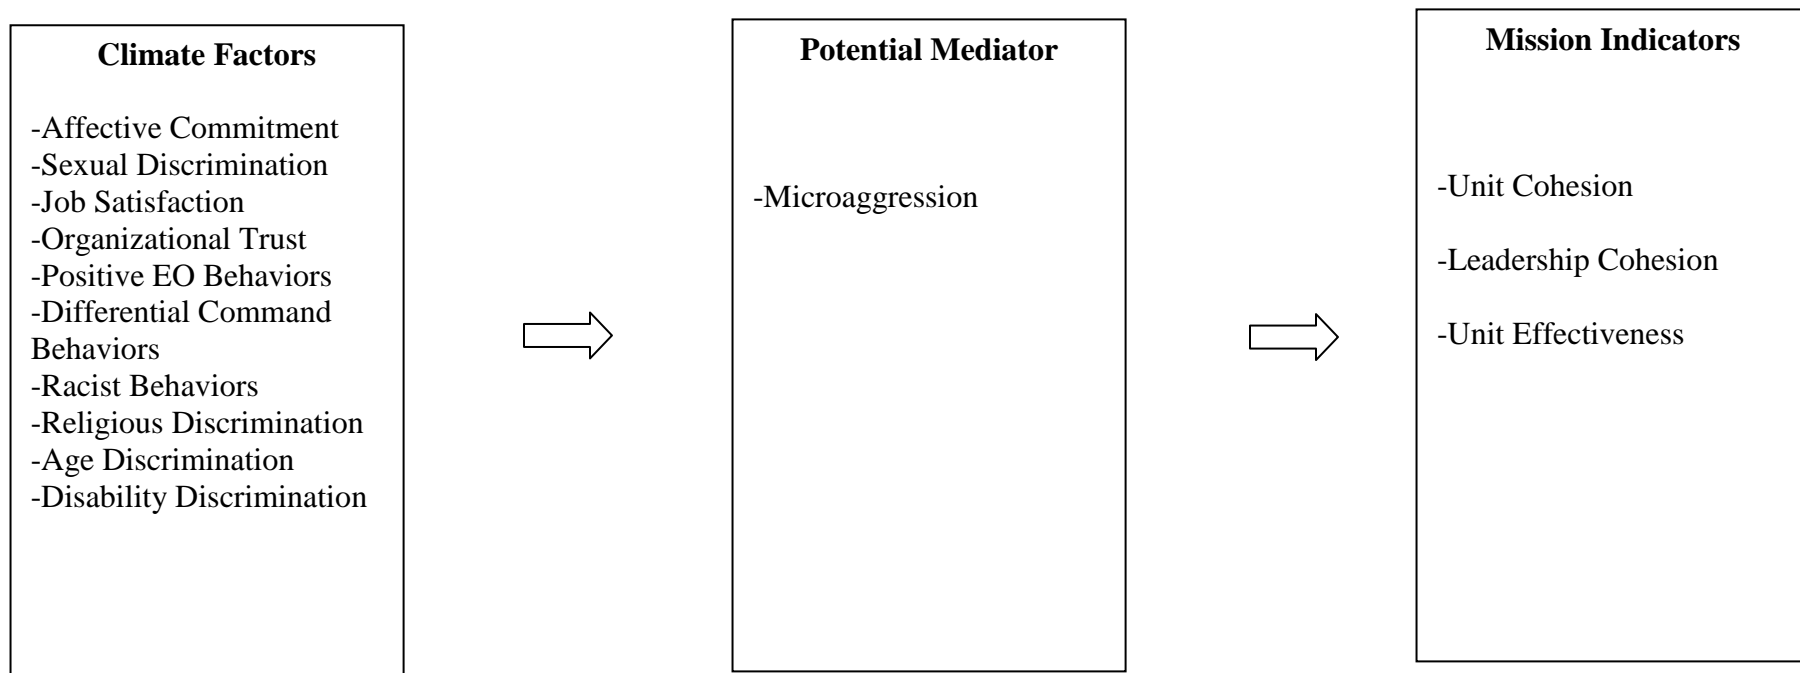 Climate Factors
-Affective Commitment
-Sexual Discrimination
-Job Satisfaction
-Organizational Trust
-Positive EO Behaviors
-Differential Command
Behaviors
-Racist Behaviors
-Religious Discrimination
-Age Discrimination
-Disability Discrimination
Potential Mediator
-Microaggression
Mission Indicators
-Unit Cohesion
-Leadership Cohesion
-Unit Effectiveness